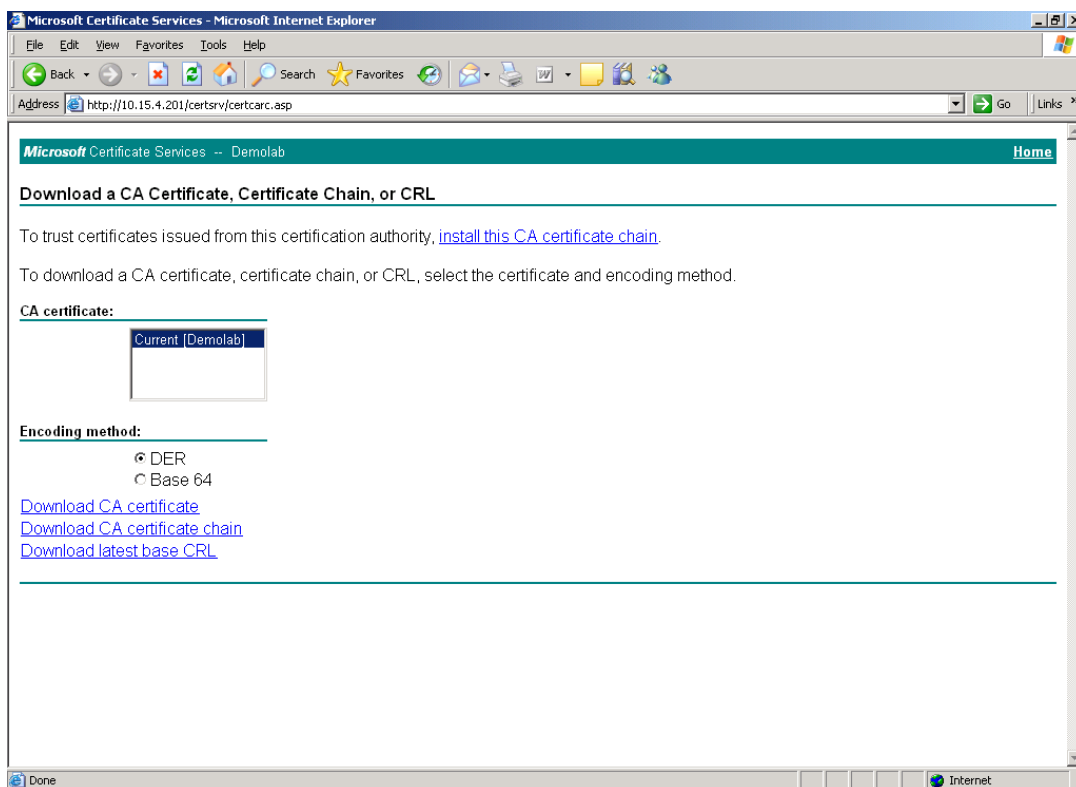 Microsoft Certificate Services - Microsoft Internet Explorer
File Edit View Favorites Tools Help
Back Search Favorites
Address http://10.15.4.201/certsrv/certcarc.asp Go Links »
Microsoft Certificate Services -- Demolab Home
Download a CA Certificate, Certificate Chain, or CRL
To trust certificates issued from this certification authority, install this CA certificate chain.
To download a CA certificate, certificate chain, or CRL, select the certificate and encoding method.
CA certificate:
Current [Demolab]
Encoding method:
DER
Base 64
Download CA certificate
Download CA certificate chain
Download latest base CRL
Done Internet